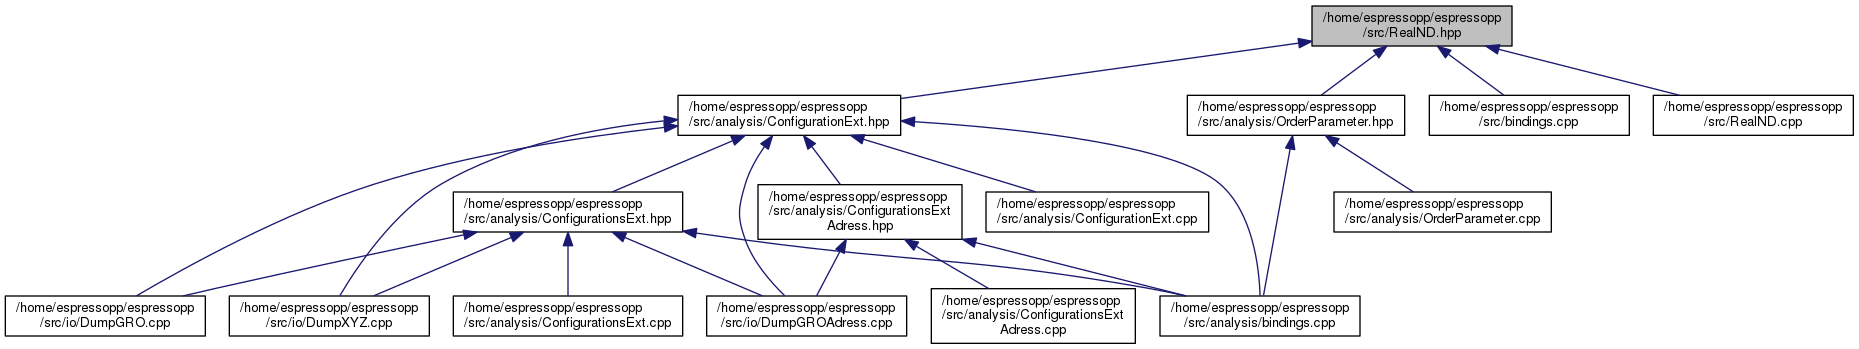 /home/espressopp/espressopp
/src/RealND.hpp
/home/espressopp/espressopp
/src/analysis/ConfigurationExt.hpp
/home/espressopp/espressopp
/src/analysis/OrderParameter.hpp
/home/espressopp/espressopp
/src/bindings.cpp
/home/espressopp/espressopp
/src/RealND.cpp
/home/espressopp/espressopp
/src/analysis/ConfigurationsExt.hpp
/home/espressopp/espressopp
/src/analysis/ConfigurationsExt
Adress.hpp
/home/espressopp/espressopp
/src/analysis/ConfigurationExt.cpp
/home/espressopp/espressopp
/src/analysis/OrderParameter.cpp
/home/espressopp/espressopp
/src/io/DumpGRO.cpp
/home/espressopp/espressopp
/src/io/DumpXYZ.cpp
/home/espressopp/espressopp
/src/analysis/ConfigurationsExt.cpp
/home/espressopp/espressopp
/src/io/DumpGROAdress.cpp
/home/espressopp/espressopp
/src/analysis/ConfigurationsExt
Adress.cpp
/home/espressopp/espressopp
/src/analysis/bindings.cpp